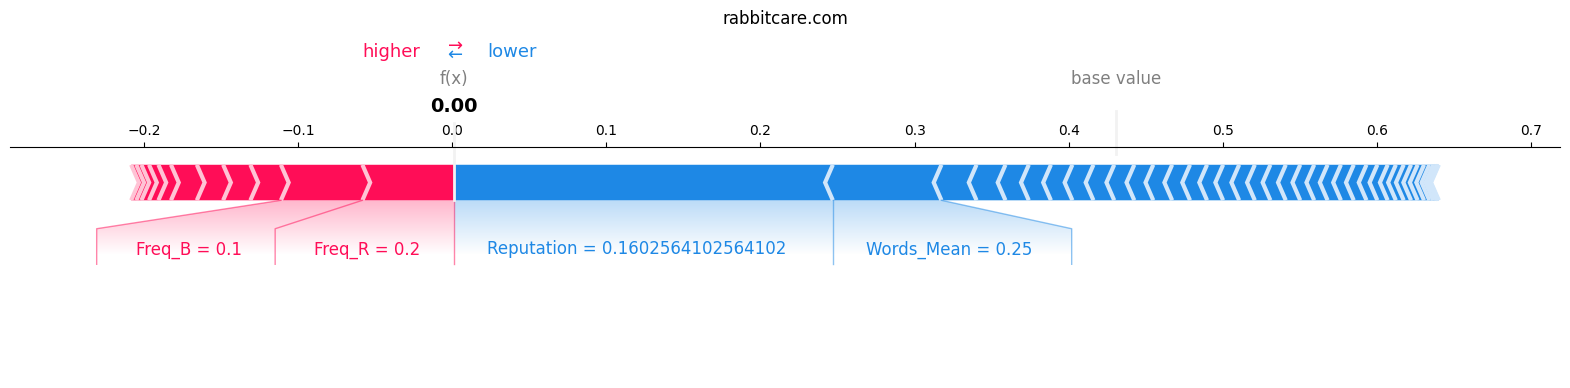 rabbitcare.com
higher ⇄ lower
f(x) base value
0.00
−0.2 −0.1 0.0 0.1 0.2 0.3 0.4 0.5 0.6 0.7
Freq_B = 0.1 Freq_R = 0.2 Reputation = 0.1602564102564102 Words_Mean = 0.25